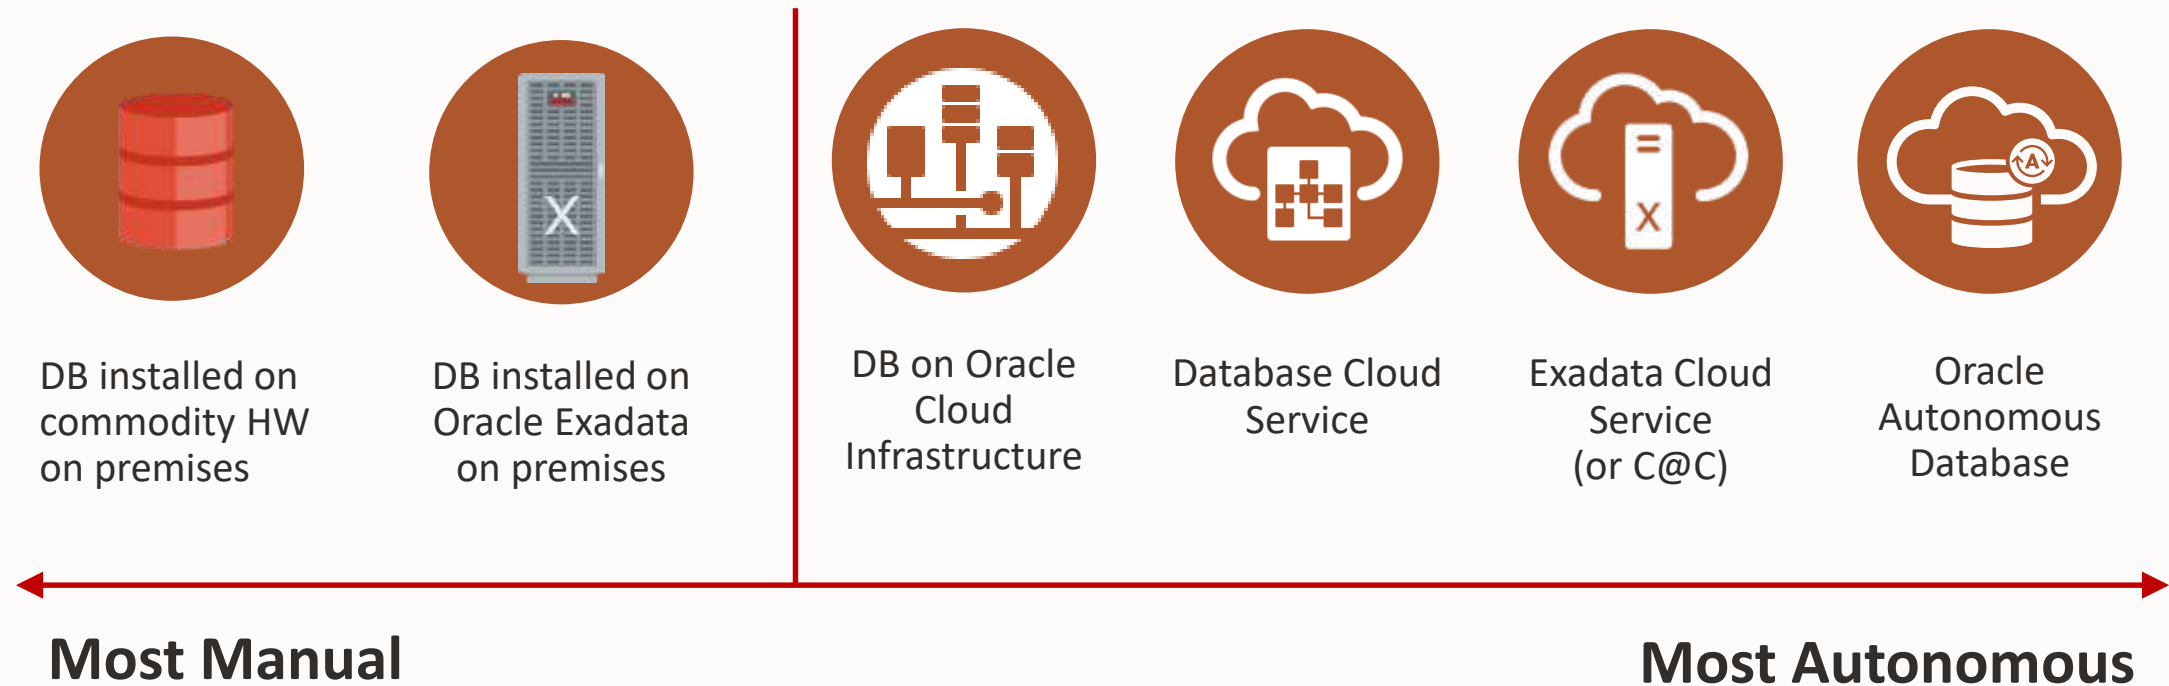 X
X
A
DB installed on
commodity HW
on premises
DB installed on
Oracle Exadata
on premises
DB on Oracle
Cloud
Infrastructure
Database Cloud
Service
Exadata Cloud
Service
(or C@C)
Oracle
Autonomous
Database
Most Manual
Most Autonomous